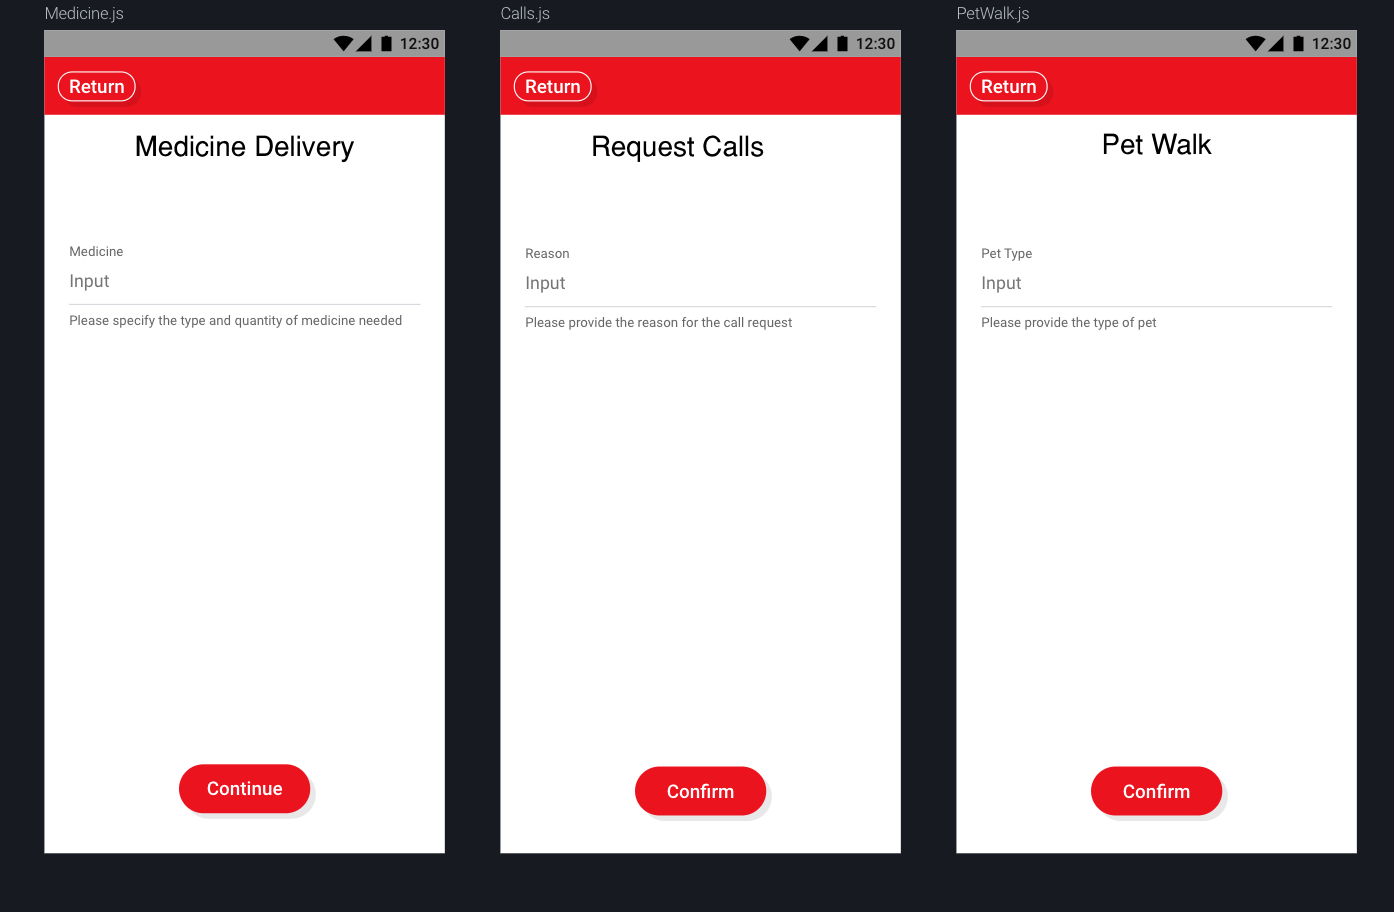 Medicine.js
12:30
Return
Medicine Delivery
Medicine
Input
Please specify the type and quantity of medicine needed
Continue
Calls.js
12:30
Return
Request Calls
Reason
Input
Please provide the reason for the call request
Confirm
PetWalk.js
12:30
Return
Pet Walk
Pet Type
Input
Please provide the type of pet
Confirm